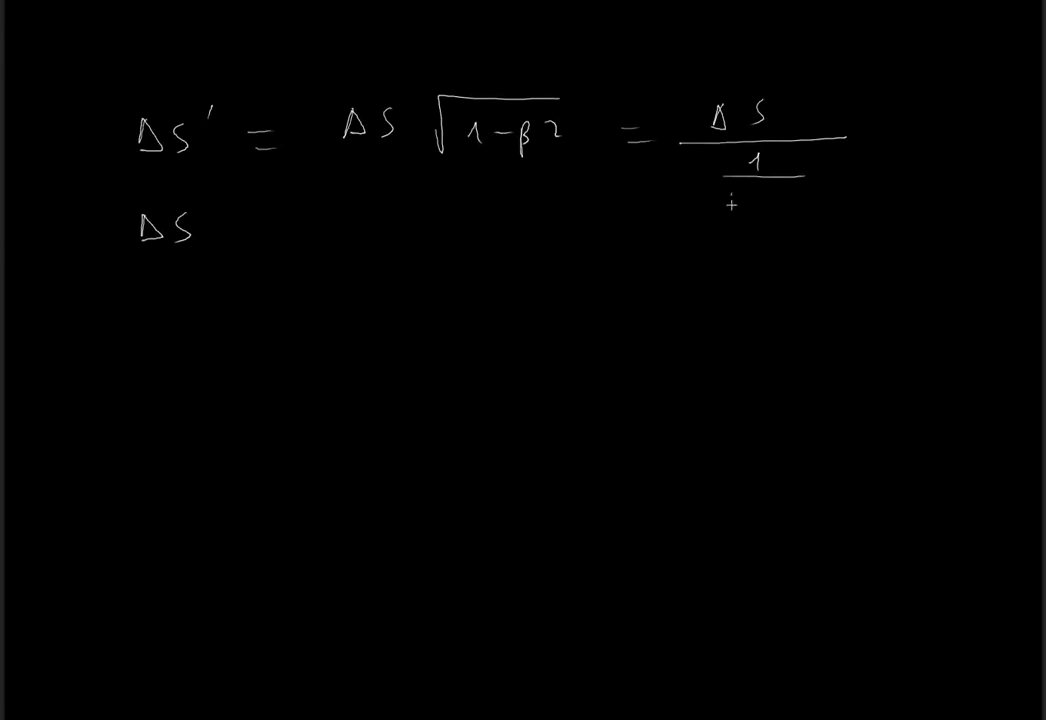 Δs' = Δs √(1-β²) = Δs / (1 /
Δs